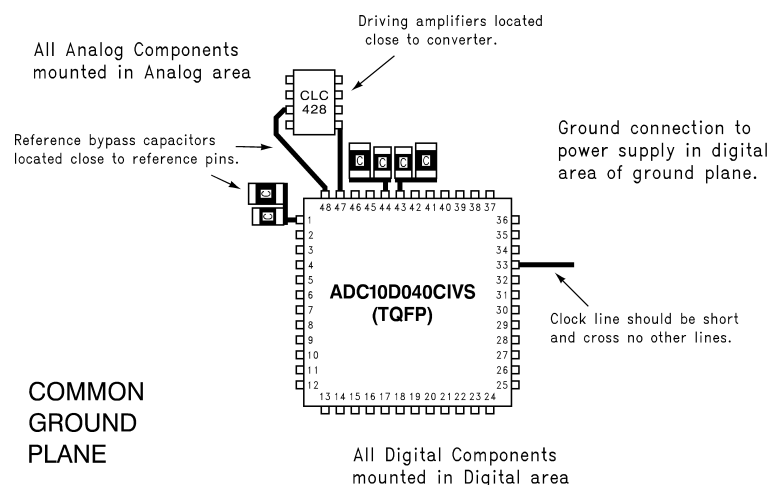 Driving amplifiers located
close to converter.
All Analog Components
mounted in Analog area
CLC
428
Reference bypass capacitors
located close to reference pins.
Ground connection to
power supply in digital
area of ground plane.
C C C C
C
C
48 47 46 45 44 43 42 41 40 39 38 37
1
2
3
4
5
6
7
8
9
10
11
12
36
35
34
33
32
31
30
29
28
27
26
25
ADC10D040CIVS
(TQFP)
13 14 15 16 17 18 19 20 21 22 23 24
Clock line should be short
and cross no other lines.
COMMON
GROUND
PLANE
All Digital Components
mounted in Digital area